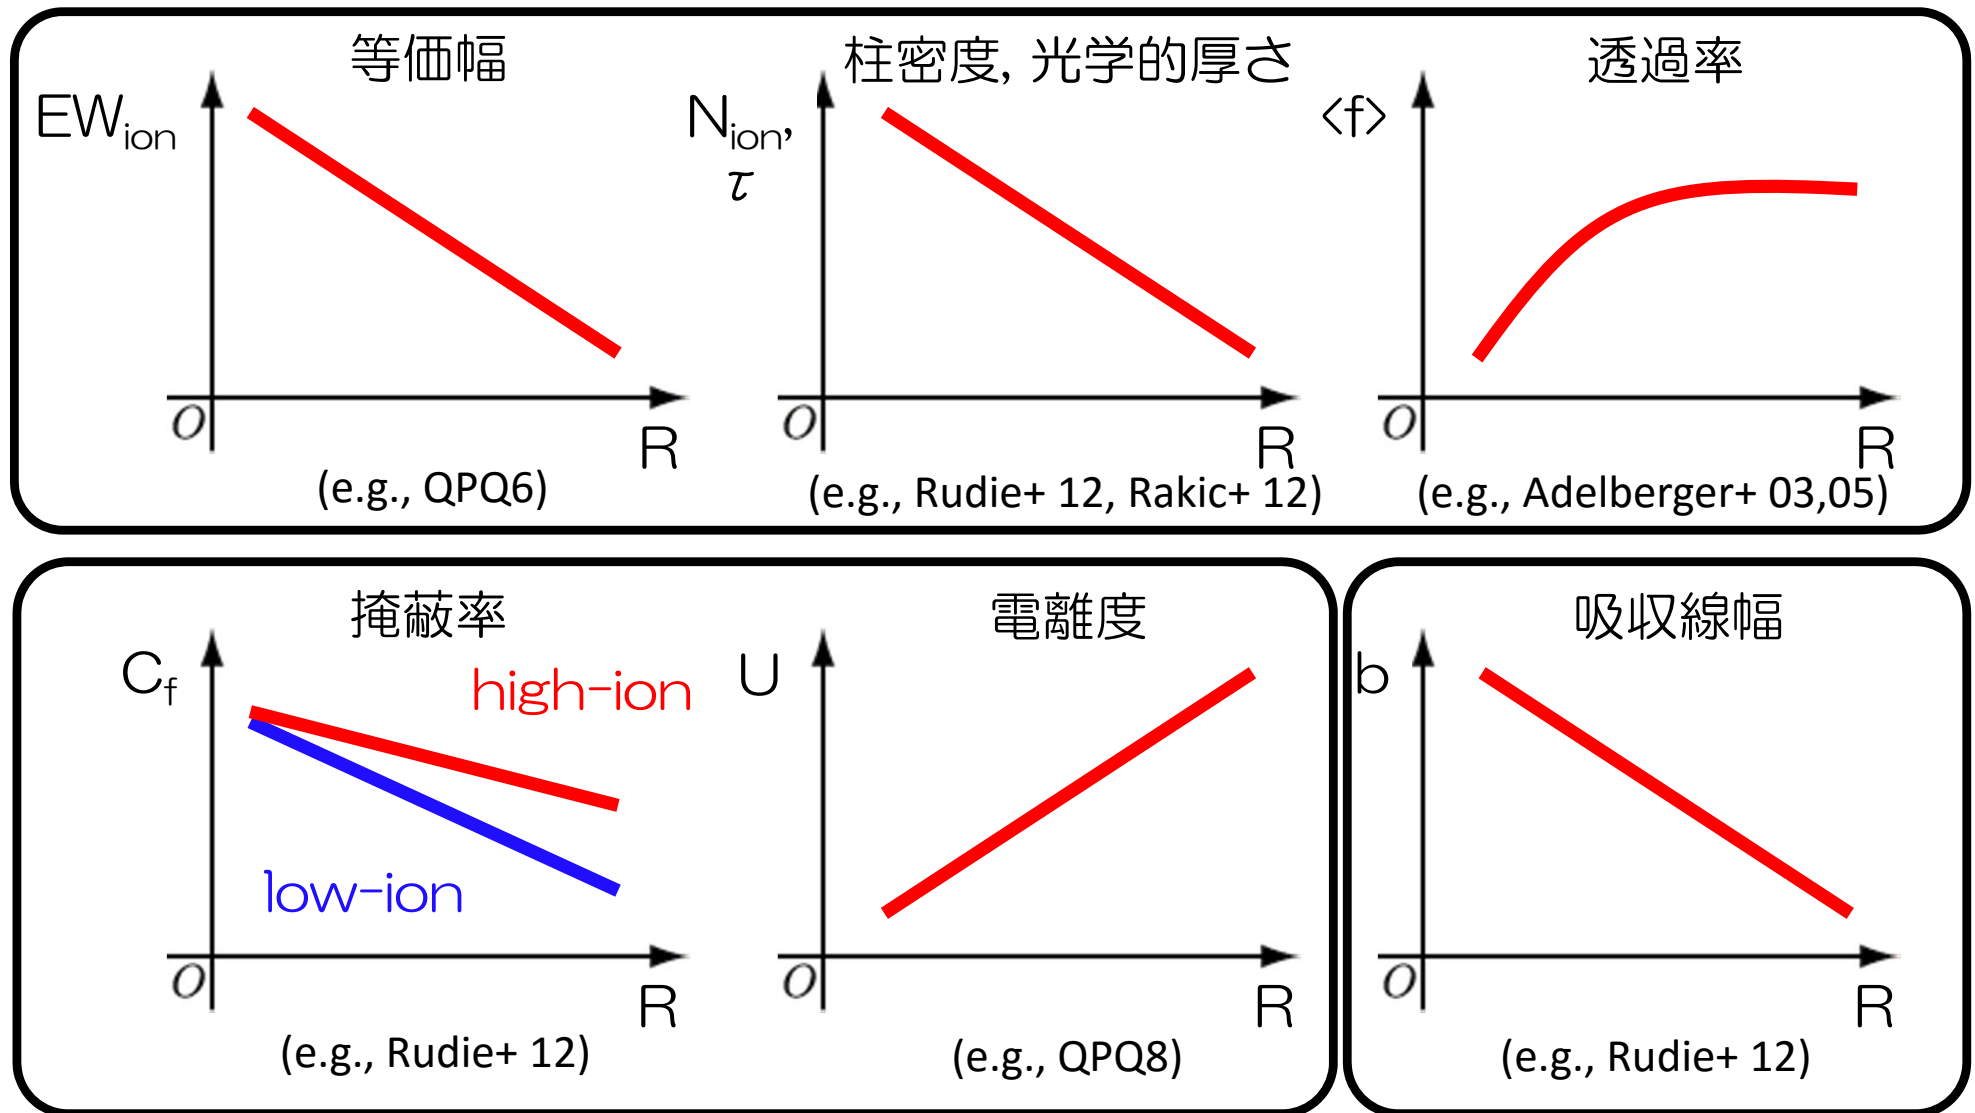 等価幅
EWion
O
R
(e.g., QPQ6)
柱密度, 光学的厚さ
Nion,
τ
O
R
(e.g., Rudie+ 12, Rakic+ 12)
透過率
<f>
O
R
(e.g., Adelberger+ 03,05)
掩蔽率
Cf
high-ion
low-ion
O
R
(e.g., Rudie+ 12)
電離度
U
O
R
(e.g., QPQ8)
吸収線幅
b
O
R
(e.g., Rudie+ 12)